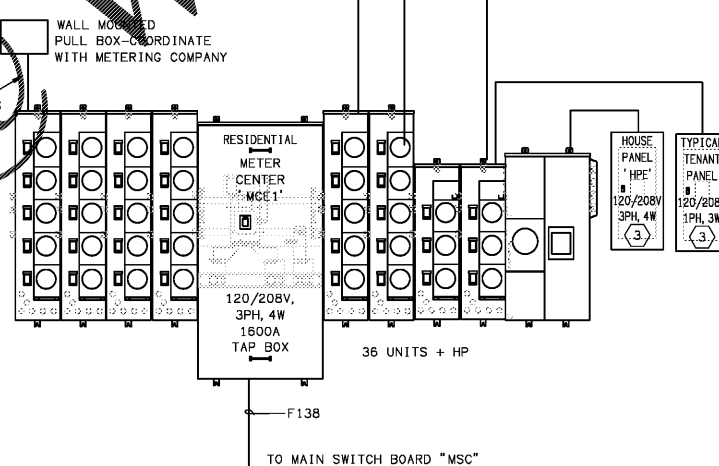 WALL MOUNTED
PULL BOX-COORDINATE
WITH METERING COMPANY
RESIDENTIAL
METER
CENTER
'MCE1'
120/208V,
3PH, 4W
1600A
TAP BOX
36 UNITS + HP
F138
TO MAIN SWITCH BOARD "MSC"
HOUSE
PANEL
'HPE'
120/208V
3PH, 4W
3
TYPICA
TENANT
PANEL
120/208
1PH, 3W
3